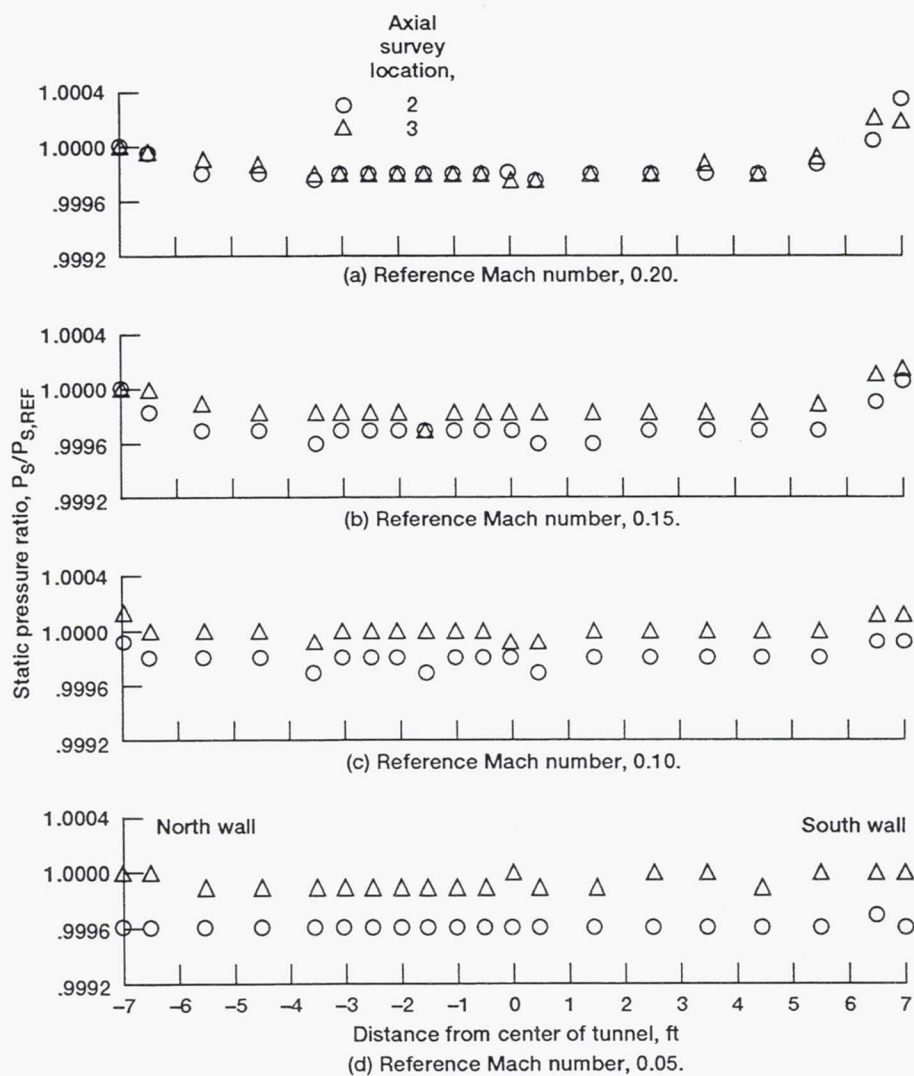 Axial
survey
location,
2
3
1.0004
1.0000
.9996
.9992
(a) Reference Mach number, 0.20.
1.0004
1.0000
.9996
.9992
(b) Reference Mach number, 0.15.
Static pressure ratio, PS/PS,REF
1.0004
1.0000
.9996
.9992
(c) Reference Mach number, 0.10.
North wall
South wall
1.0004
1.0000
.9996
.9992
–7 –6 –5 –4 –3 –2 –1 0 1 2 3 4 5 6 7
Distance from center of tunnel, ft
(d) Reference Mach number, 0.05.